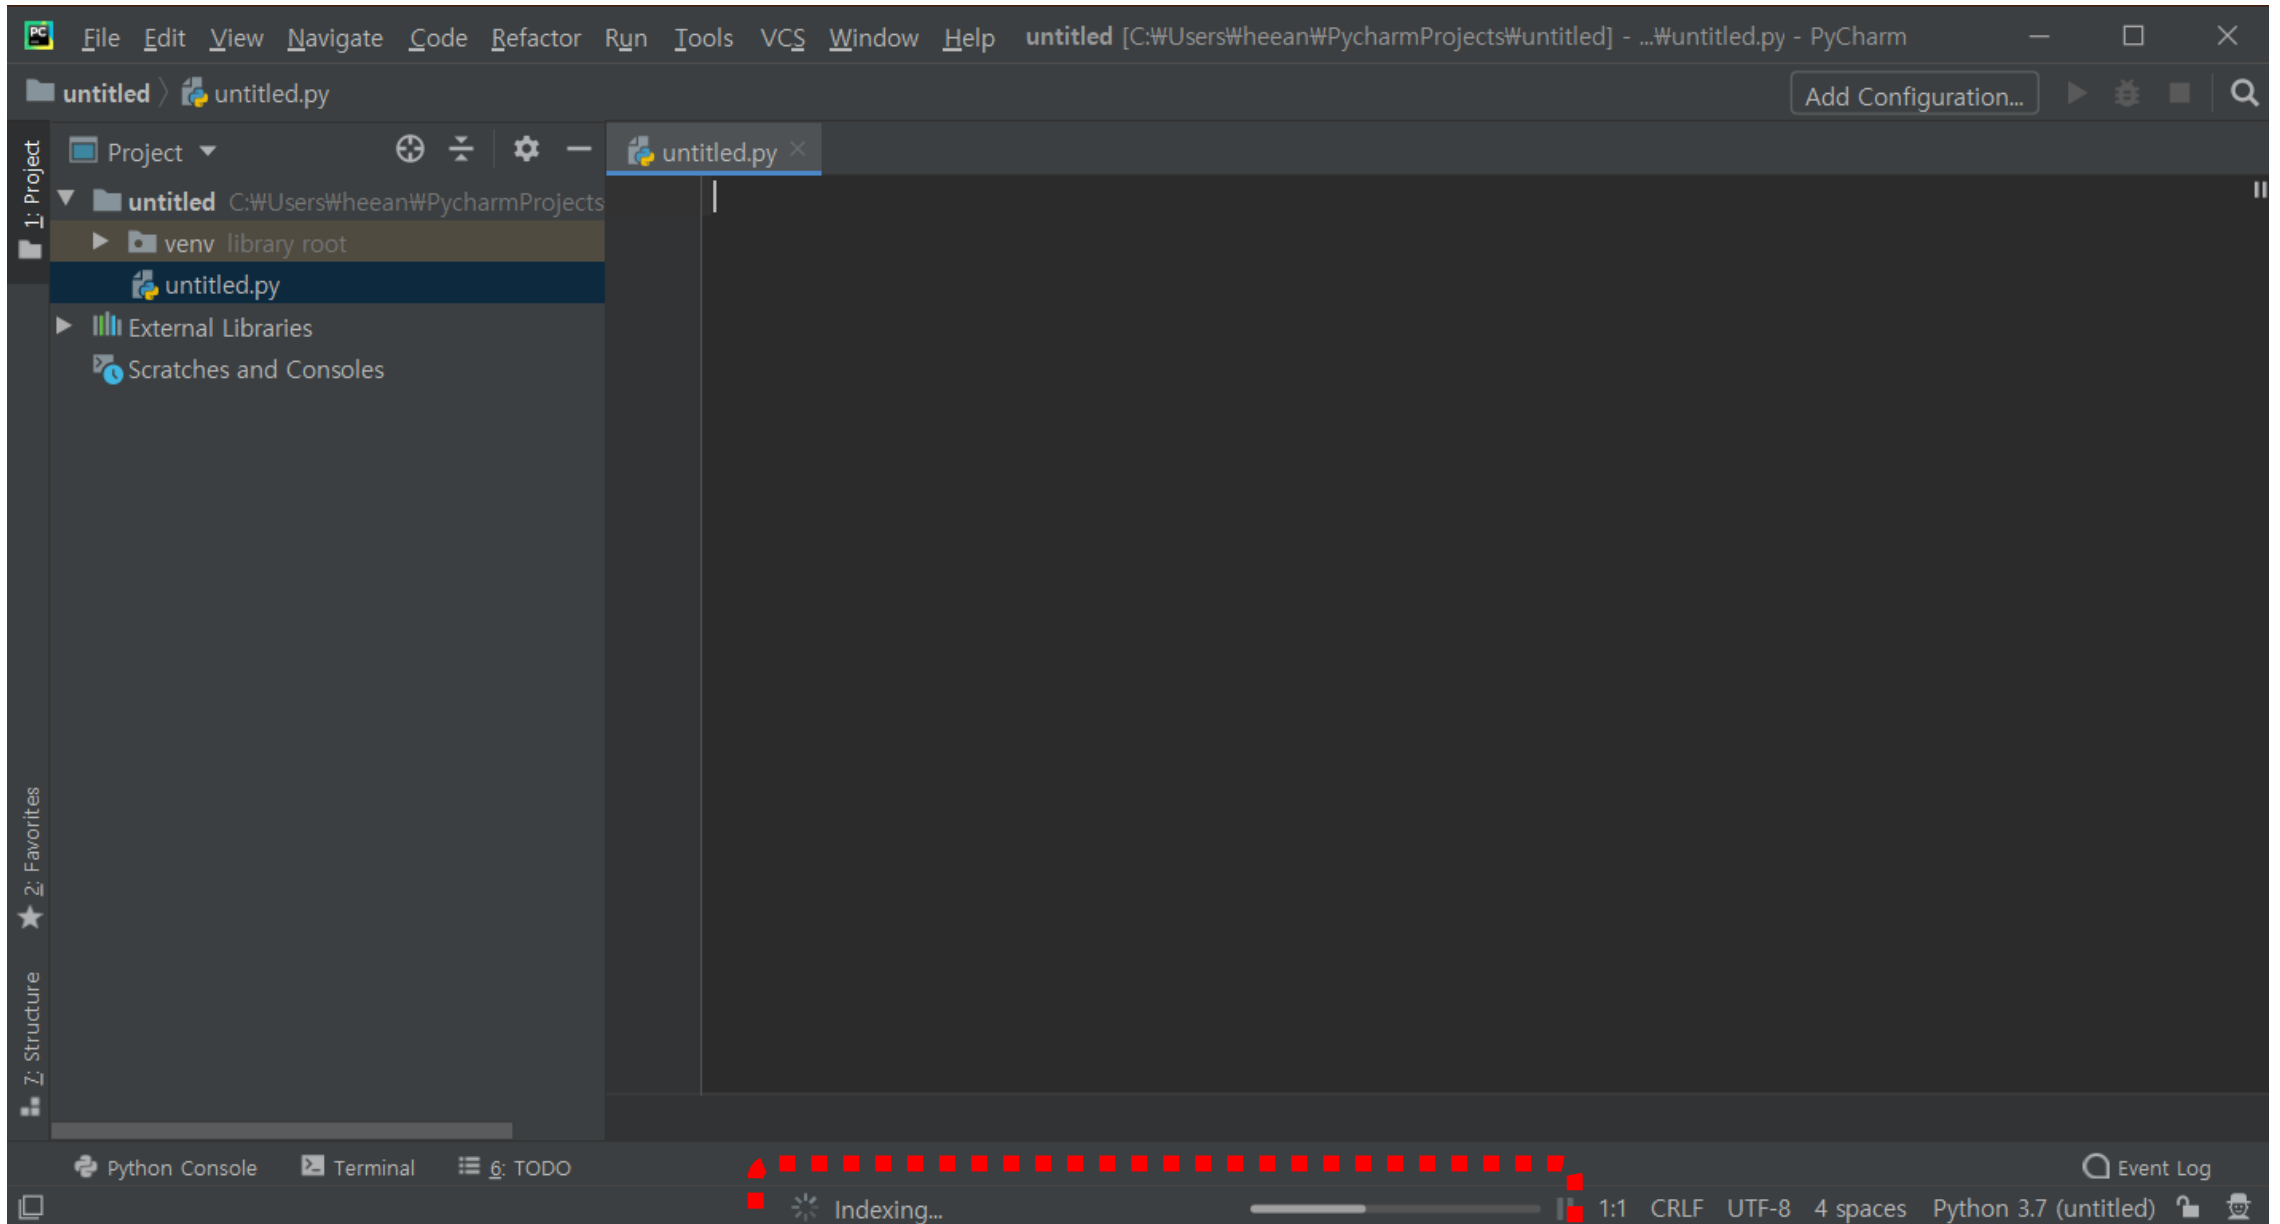 PC File Edit View Navigate Code Refactor Run Tools VCS Window Help untitled [C:₩Users₩heean₩PycharmProjects₩untitled] - ...₩untitled.py - PyCharm
untitled untitled.py Add Configuration...
1: Project
Project
untitled.py
untitled C:₩Users₩heean₩PycharmProjects
venv library root
untitled.py
External Libraries
Scratches and Consoles
2: Favorites
7: Structure
Python Console Terminal 6: TODO Event Log
Indexing... 1:1 CRLF UTF-8 4 spaces Python 3.7 (untitled)